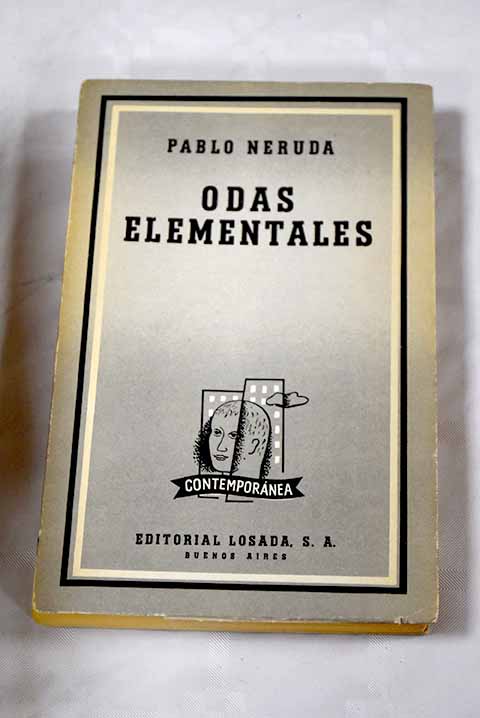 PABLO NERUDA
ODAS
ELEMENTALES
CONTEMPORÁNEA
EDITORIAL LOSADA, S. A.
BUENOS AIRES